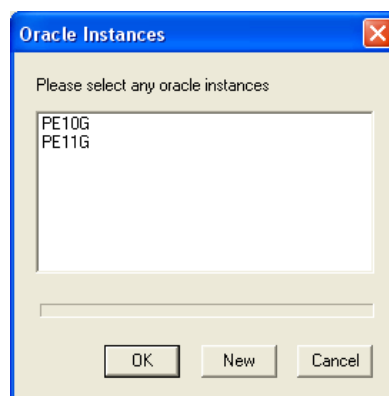 Oracle Instances
Please select any oracle instances
PE10G
PE11G
OK New Cancel